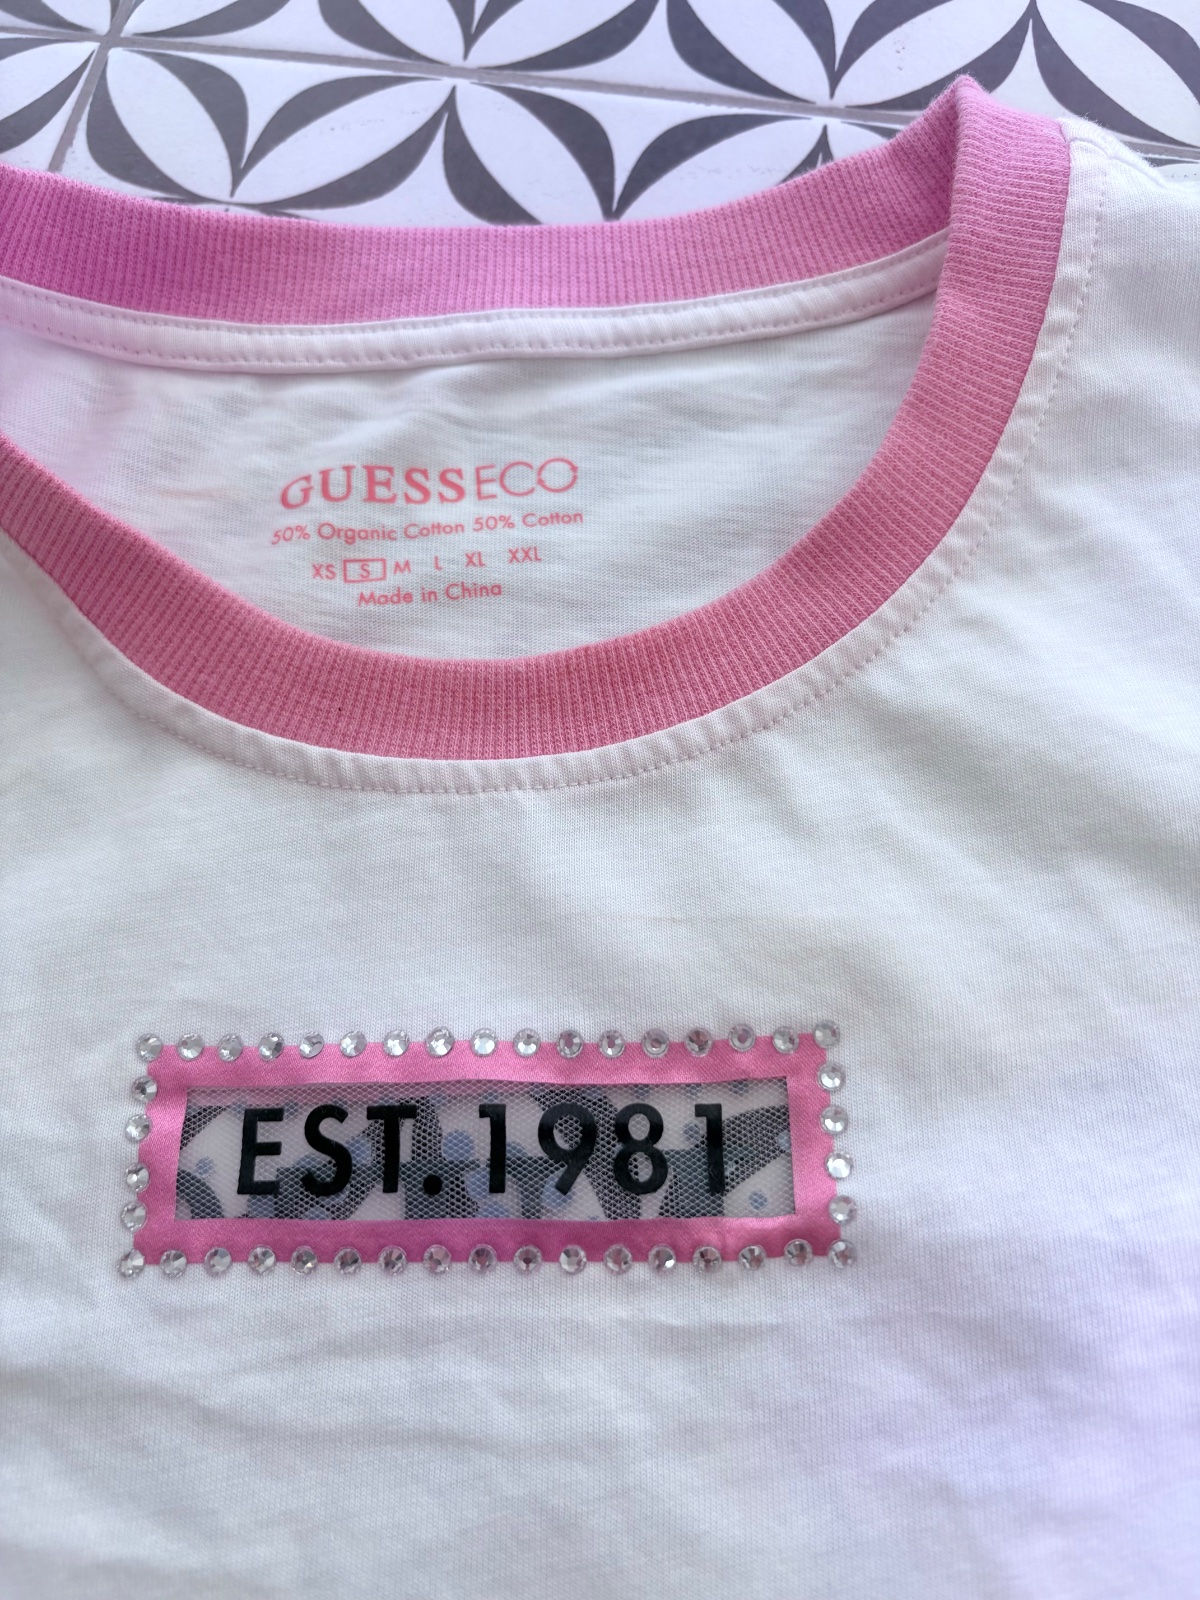 GUESSECO
50% Organic Cotton 50% Cotton
XS S M L XL XXL
Made in China
EST.1981